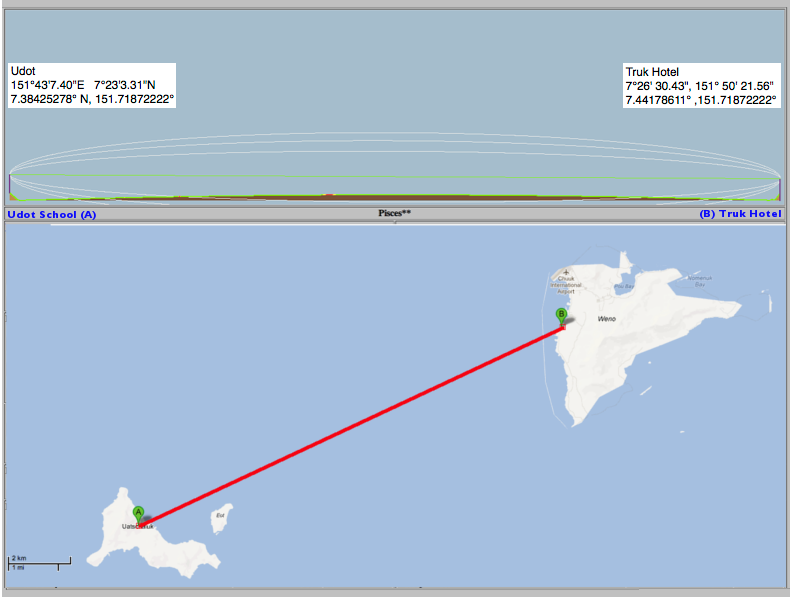 Udot
151°43'7.40"E   7°23'3.31"N
7.38425278° N, 151.71872222°
Truk Hotel
7°26' 30.43", 151° 50' 21.56"
7.44178611° ,151.71872222°
Udot School (A)
Pisces**
(B) Truk Hotel
Chuuk
International
Airport
B
Weno
A
Eot
2 km
1 mi